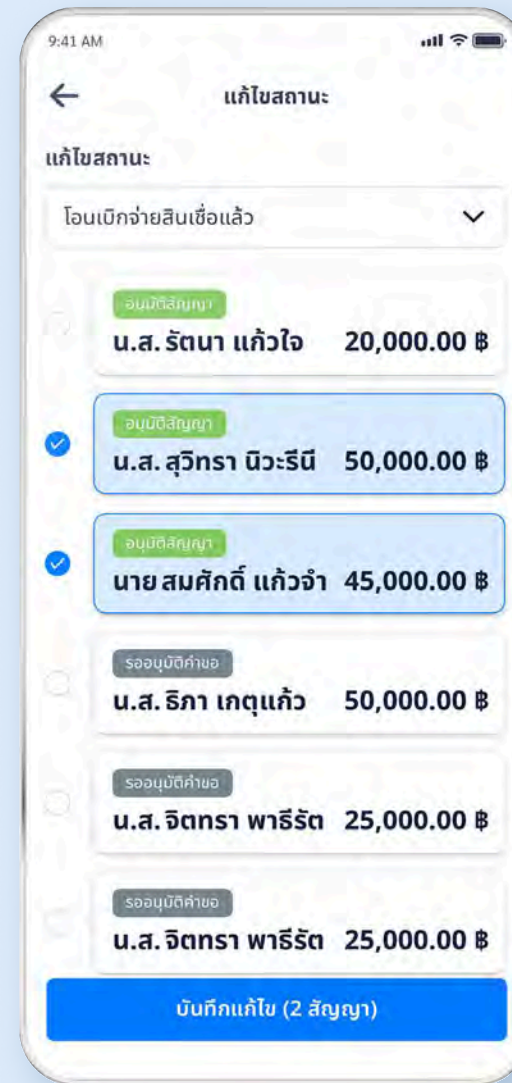 9:41 AM
แก้ไขสถานะ
แก้ไขสถานะ
โอนเบิกจ่ายสินเชื่อแล้ว
อนุมัติสัญญา
น.ส. รัตนา แก้วใจ 20,000.00 ฿
อนุมัติสัญญา
น.ส. สุวิทรา นิวะรีนี 50,000.00 ฿
อนุมัติสัญญา
นาย สมศักดิ์ แก้วจำ 45,000.00 ฿
รออนุมัติคำขอ
น.ส. ธิภา เกตุแก้ว 50,000.00 ฿
รออนุมัติคำขอ
น.ส. จิตทรา พาธีรัต 25,000.00 ฿
รออนุมัติคำขอ
น.ส. จิตทรา พาธีรัต 25,000.00 ฿
บันทึกแก้ไข (2 สัญญา)